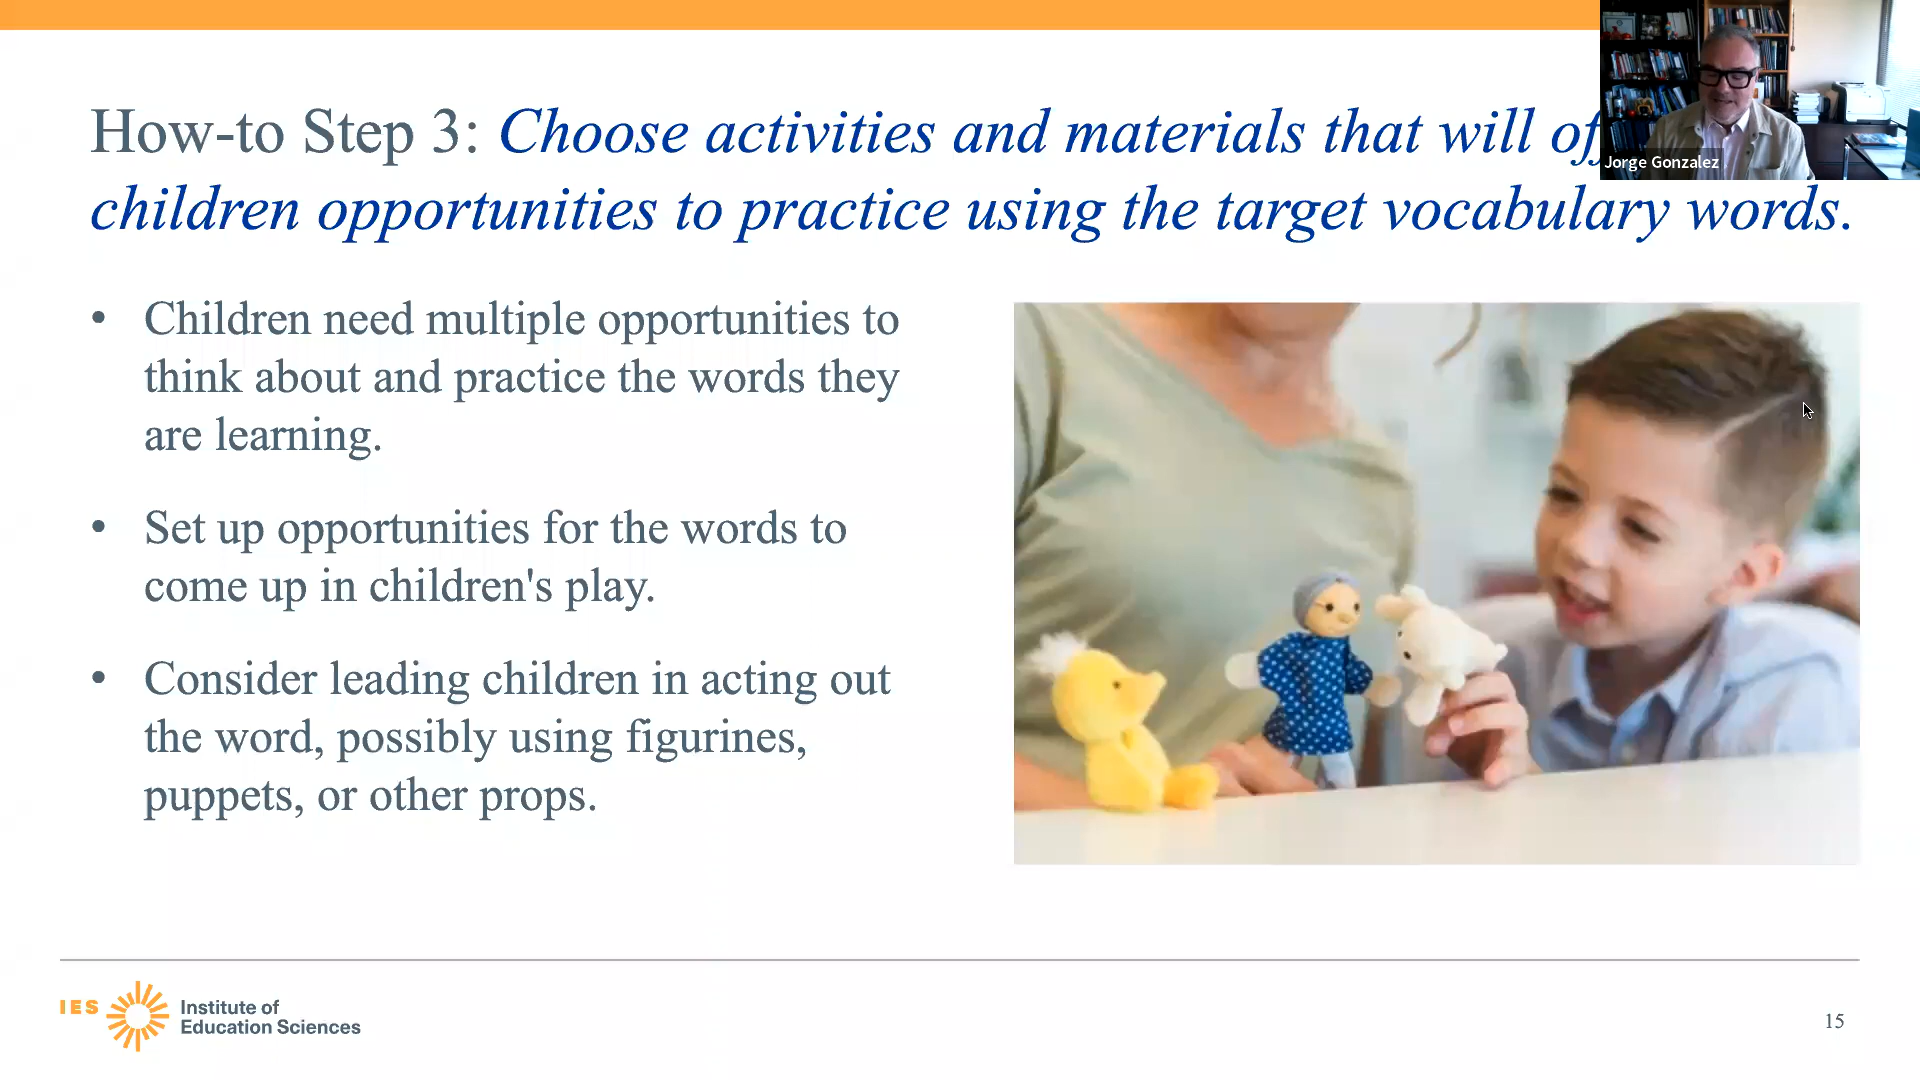 How-to Step 3: Choose activities and materials that will
Jorge Gonzalez
children opportunities to practice using the target vocabulary words.
• Children need multiple opportunities to
think about and practice the words they
are learning.
• Set up opportunities for the words to
come up in children's play.
• Consider leading children in acting out
the word, possibly using figurines,
puppets, or other props.
IES
Institute of
Education Sciences
15